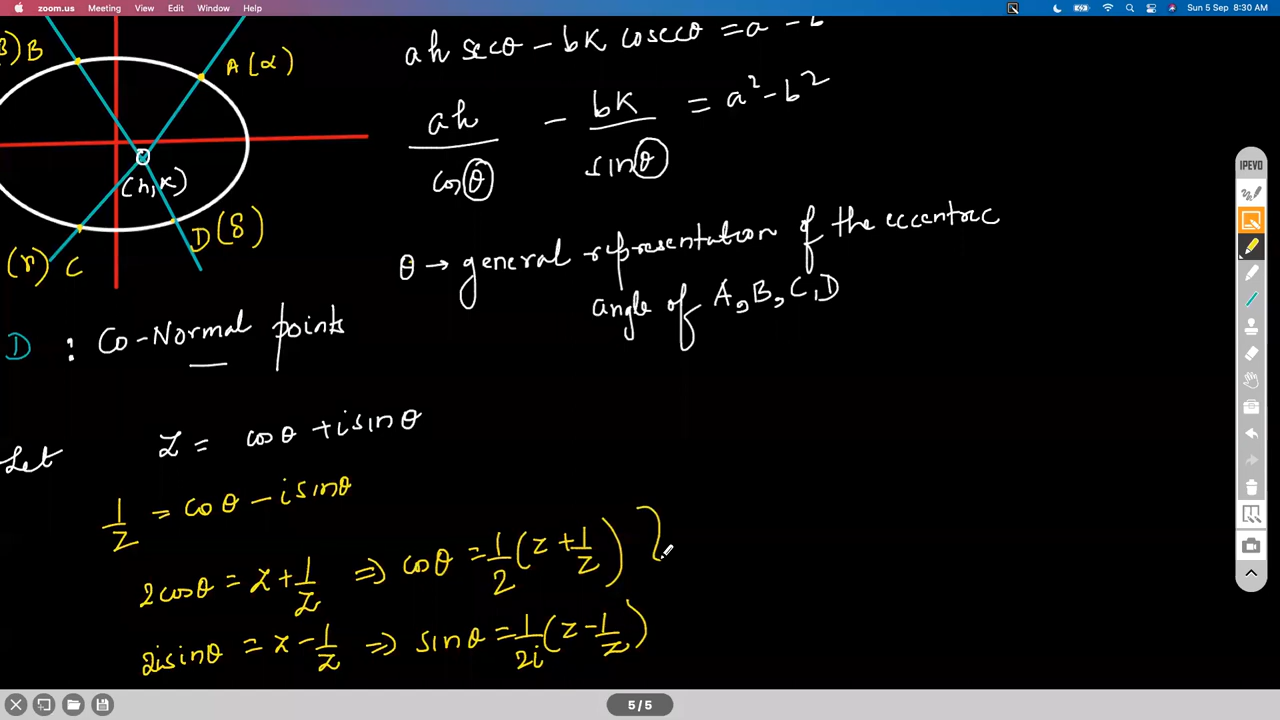 zoom.us Meeting View Edit Window Help Sun 5 Sep 8:30 AM
ah secθ − bK cosecθ = a − b
β) B
A (α)
ah/cosθ − bK/sinθ = a² − b²
(h, K)
D (δ)
(r) C
θ → general representation of the eccentric
angle of A, B, C, D
D : Co-Normal points
Let z = cosθ + i sinθ
1/z = cosθ − i sinθ
2cosθ = z + 1/z ⇒ cosθ = 1/2 (z + 1/z)
2i sinθ = z − 1/z ⇒ sinθ = 1/2i (z − 1/z)
IPEVO
5/5